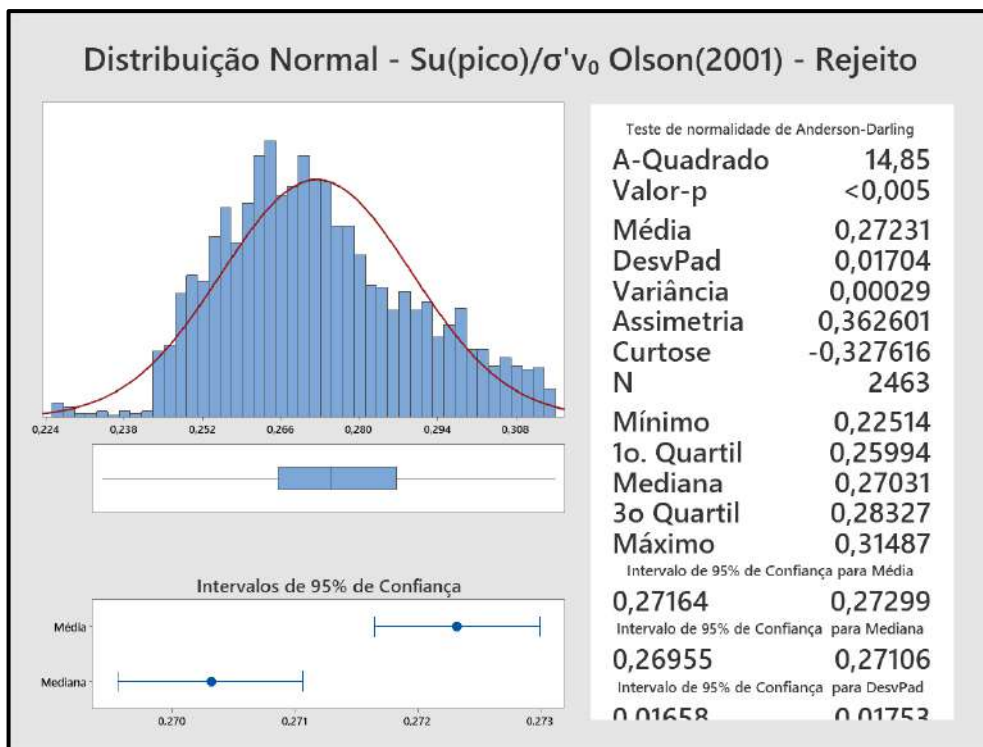 Distribuição Normal - Su(pico)/σ'v₀ Olson(2001) - Rejeito
0,224 0,238 0,252 0,266 0,280 0,294 0,308
Intervalos de 95% de Confiança
Média
Mediana
0,270 0,271 0,272 0,273
Teste de normalidade de Anderson-Darling
A-Quadrado 14,85
Valor-p <0,005
Média 0,27231
DesvPad 0,01704
Variância 0,00029
Assimetria 0,362601
Curtose -0,327616
N 2463
Mínimo 0,22514
1o. Quartil 0,25994
Mediana 0,27031
3o Quartil 0,28327
Máximo 0,31487
Intervalo de 95% de Confiança para Média
0,27164 0,27299
Intervalo de 95% de Confiança para Mediana
0,26955 0,27106
Intervalo de 95% de Confiança para DesvPad
0,01658 0,01753